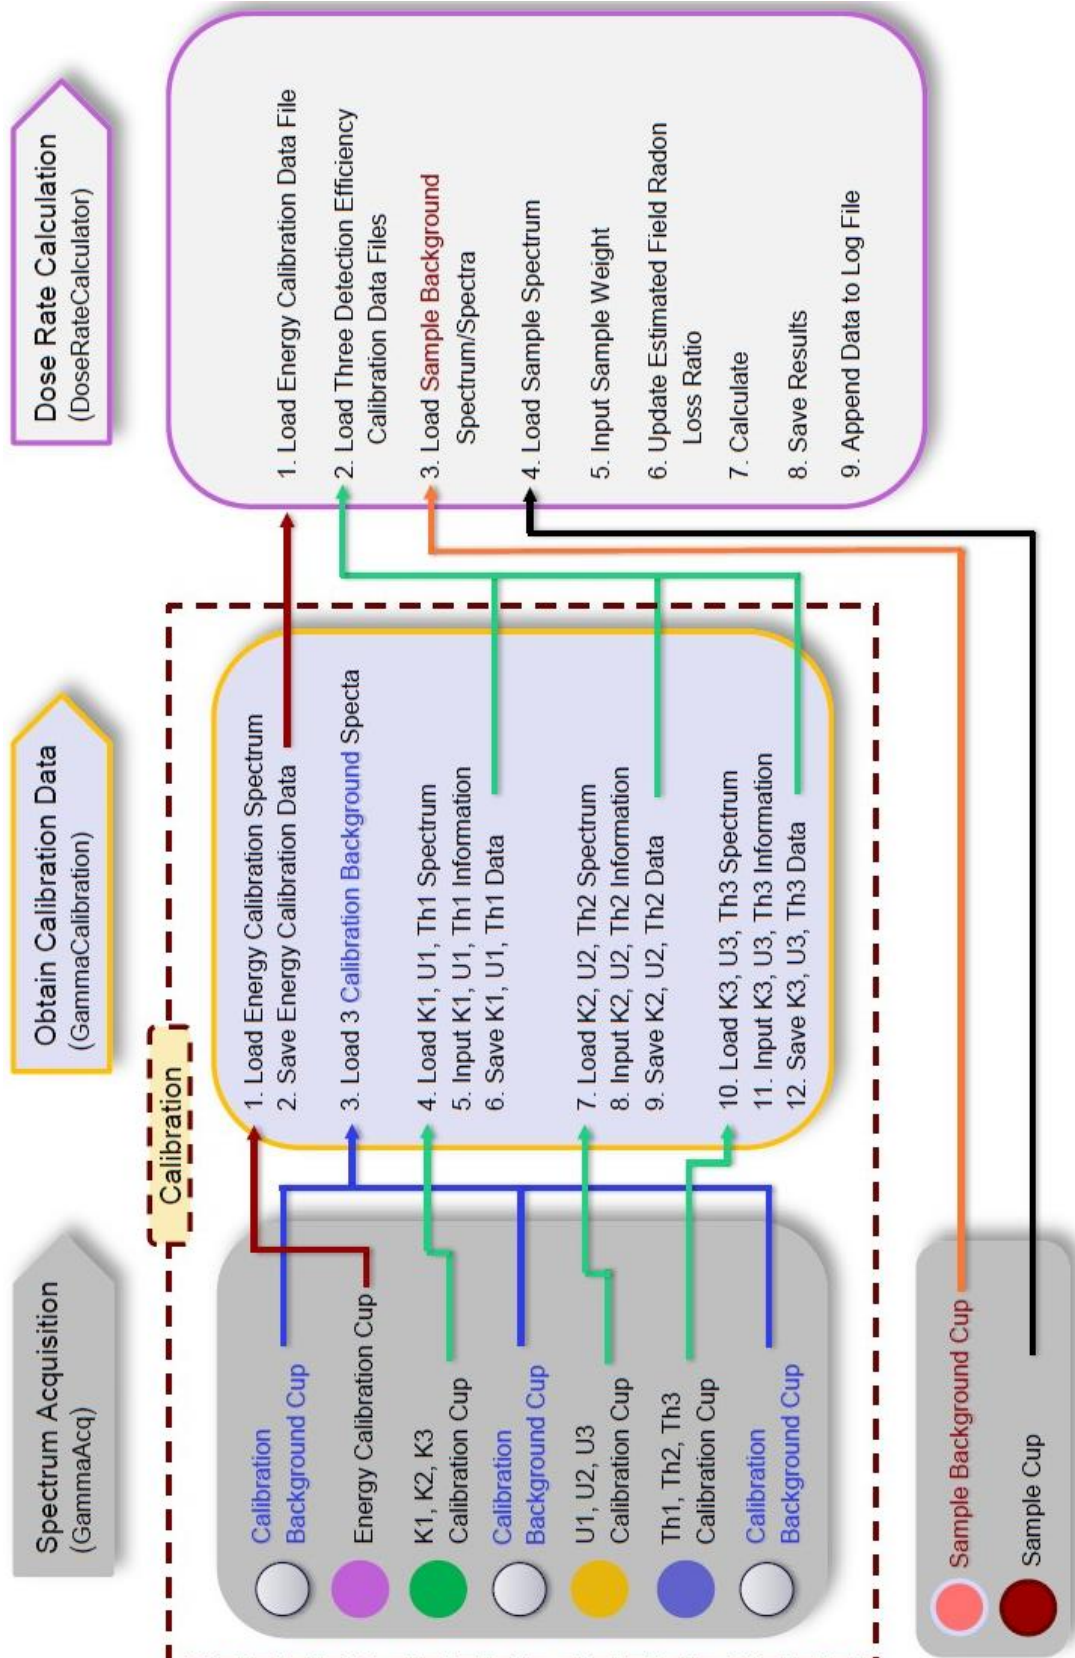 Spectrum Acquisition
(GammaAcq)
Obtain Calibration Data
(GammaCalibration)
Dose Rate Calculation
(DoseRateCalculator)
Calibration
Calibration
Background Cup
Energy Calibration Cup
K1, K2, K3
Calibration Cup
Calibration
Background Cup
U1, U2, U3
Calibration Cup
Th1, Th2, Th3
Calibration Cup
Calibration
Background Cup
Sample Background Cup
Sample Cup
1. Load Energy Calibration Spectrum
2. Save Energy Calibration Data
3. Load 3 Calibration Background Specta
4. Load K1, U1, Th1 Spectrum
5. Input K1, U1, Th1 Information
6. Save K1, U1, Th1 Data
7. Load K2, U2, Th2 Spectrum
8. Input K2, U2, Th2 Information
9. Save K2, U2, Th2 Data
10. Load K3, U3, Th3 Spectrum
11. Input K3, U3, Th3 Information
12. Save K3, U3, Th3 Data
1. Load Energy Calibration Data File
2. Load Three Detection Efficiency
Calibration Data Files
3. Load Sample Background
Spectrum/Spectra
4. Load Sample Spectrum
5. Input Sample Weight
6. Update Estimated Field Radon
Loss Ratio
7. Calculate
8. Save Results
9. Append Data to Log File